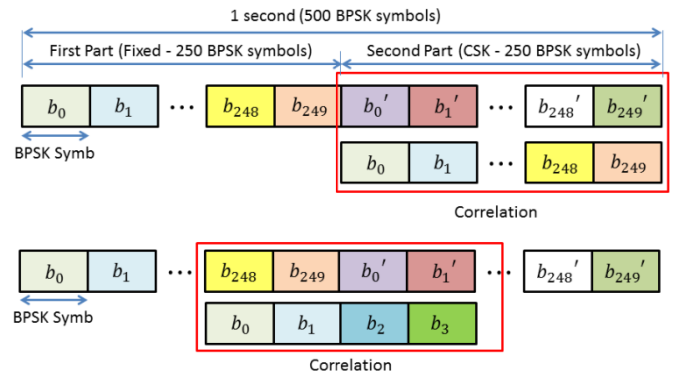 1 second (500 BPSK symbols)
First Part (Fixed - 250 BPSK symbols) Second Part (CSK - 250 BPSK symbols)
b₀ b₁ ... b₂₄₈ b₂₄₉ b₀′ b₁′ ... b₂₄₈′ b₂₄₉′
BPSK Symb
b₀ b₁ ... b₂₄₈ b₂₄₉
Correlation
b₀ b₁ ... b₂₄₈ b₂₄₉ b₀′ b₁′ ... b₂₄₈′ b₂₄₉′
BPSK Symb
b₀ b₁ b₂ b₃
Correlation